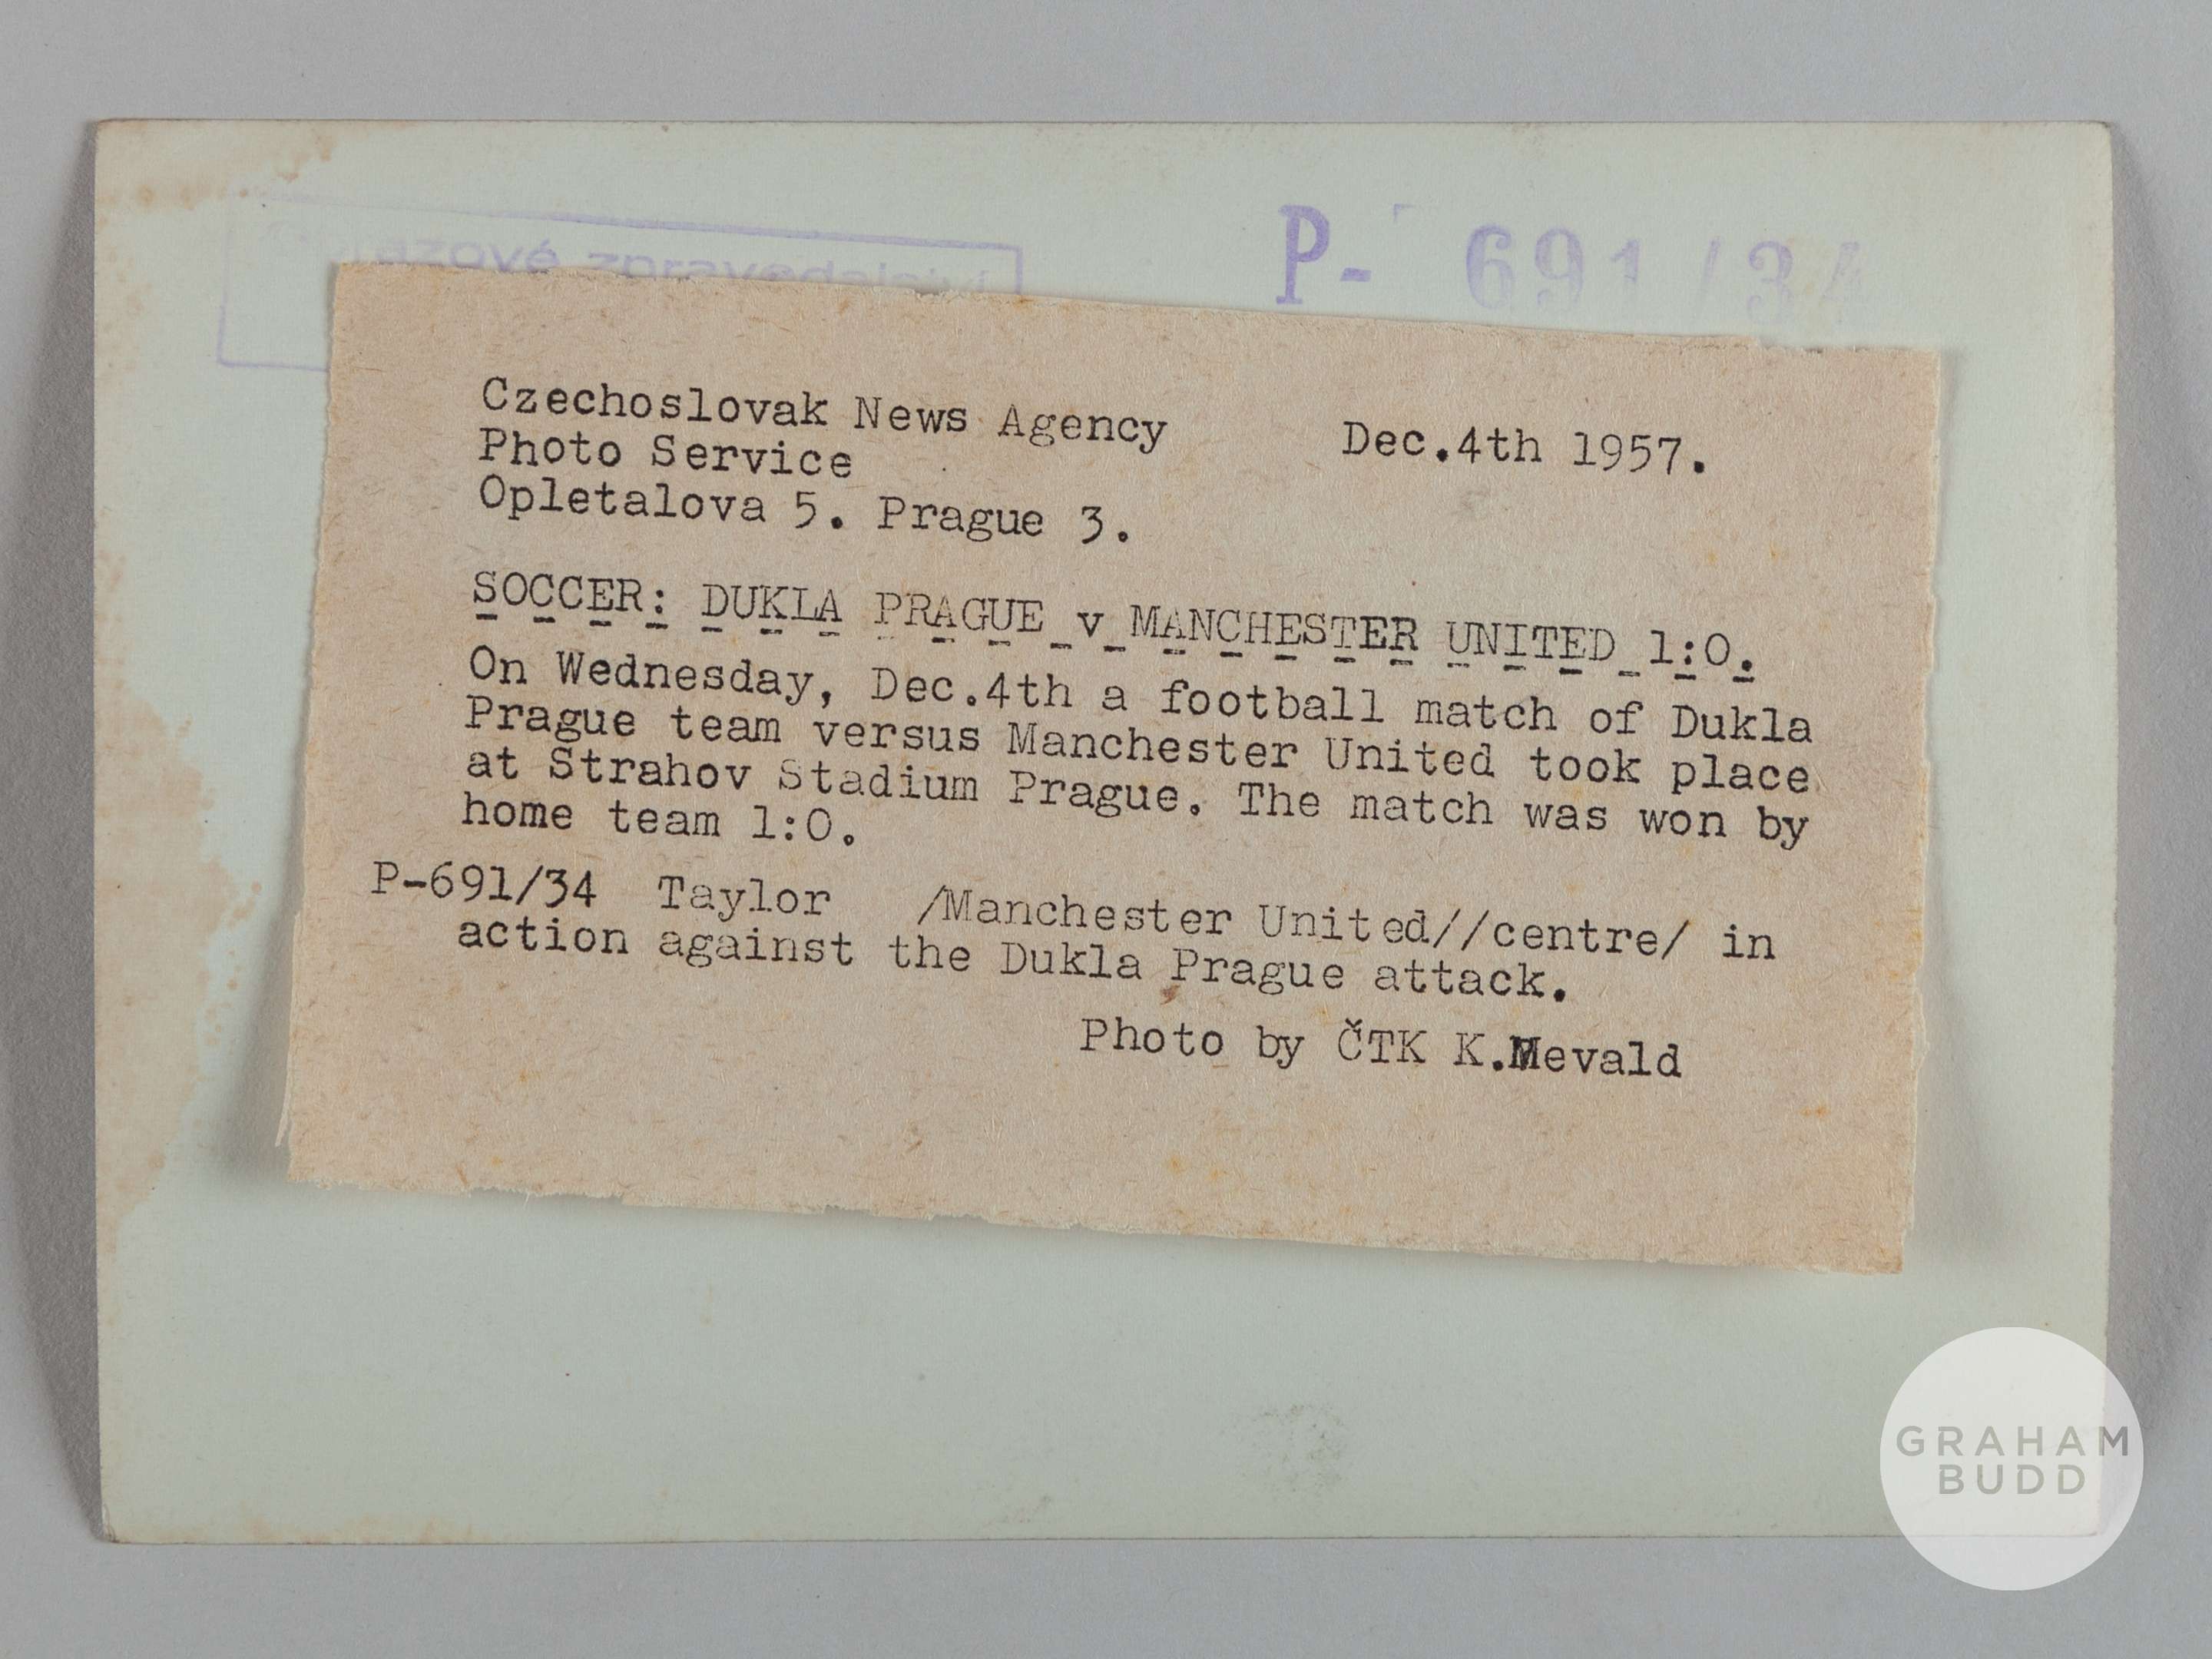 zpravodajství
P- 691/34
Czechoslovak News Agency Dec.4th 1957.
Photo Service
Opletalova 5. Prague 3.
SOCCER: DUKLA PRAGUE v MANCHESTER UNITED 1:0.
On Wednesday, Dec.4th a football match of Dukla
Prague team versus Manchester United took place
at Strahov Stadium Prague. The match was won by
home team 1:0.
P-691/34 Taylor /Manchester United//centre/ in
action against the Dukla Prague attack.
Photo by ČTK K.Mevald
GRAHAM
BUDD